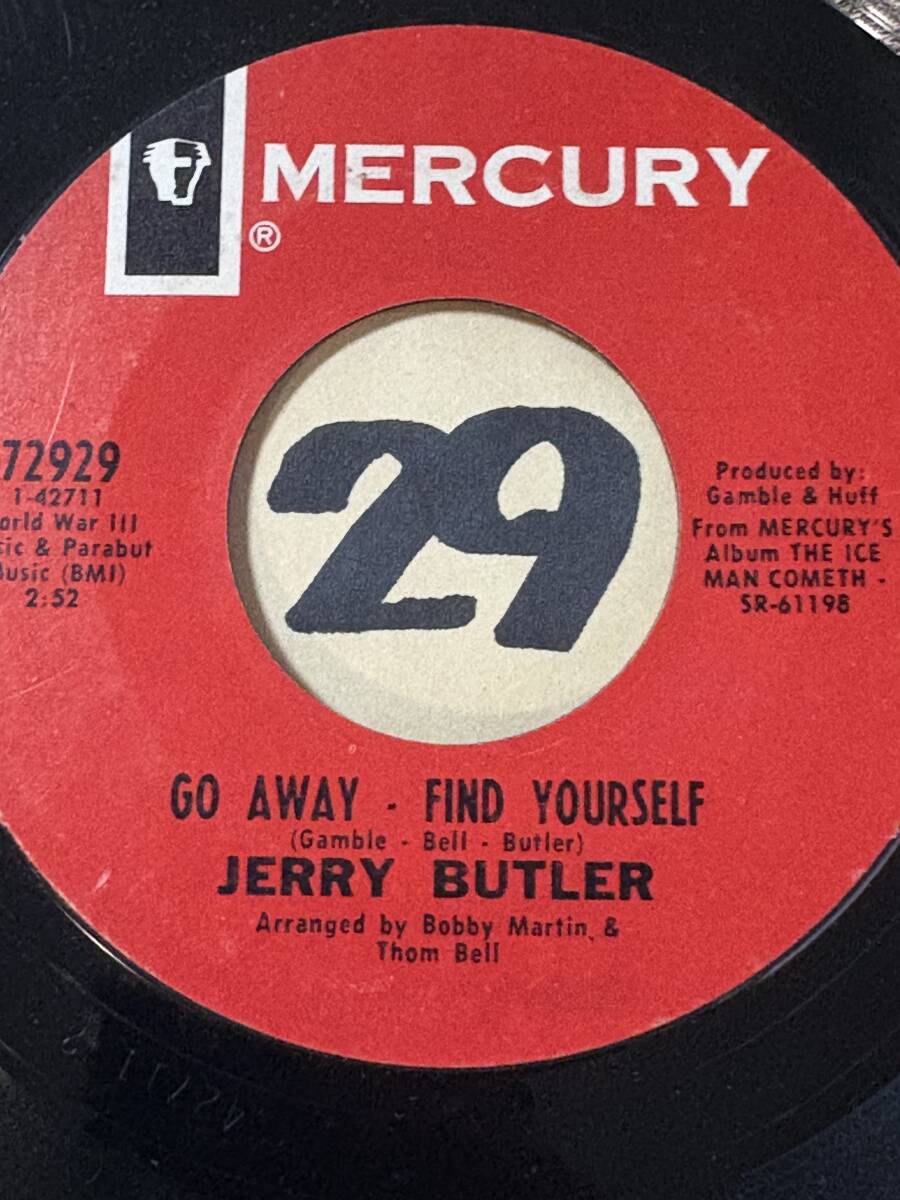 MERCURY
®
72929
1-42711
orld War III
ic & Parabut
usic (BMI)
2:52
Produced by:
Gamble & Huff
From MERCURY'S
Album THE ICE
MAN COMETH -
SR-61198
29
GO AWAY - FIND YOURSELF
(Gamble - Bell - Butler)
JERRY BUTLER
Arranged by Bobby Martin &
Thom Bell